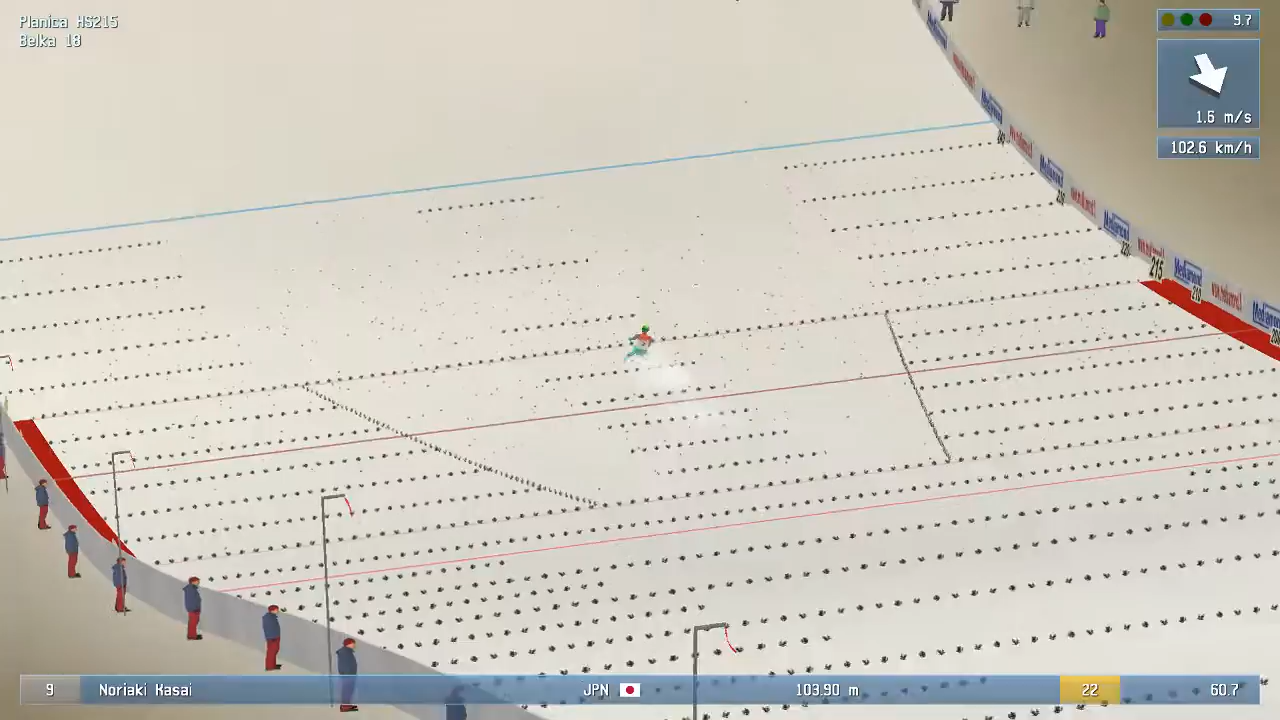 Planica HS215
Belka 18
9.7
1.6 m/s
102.6 km/h
215
210
9 Noriaki Kasai JPN 103.90 m 22 60.7